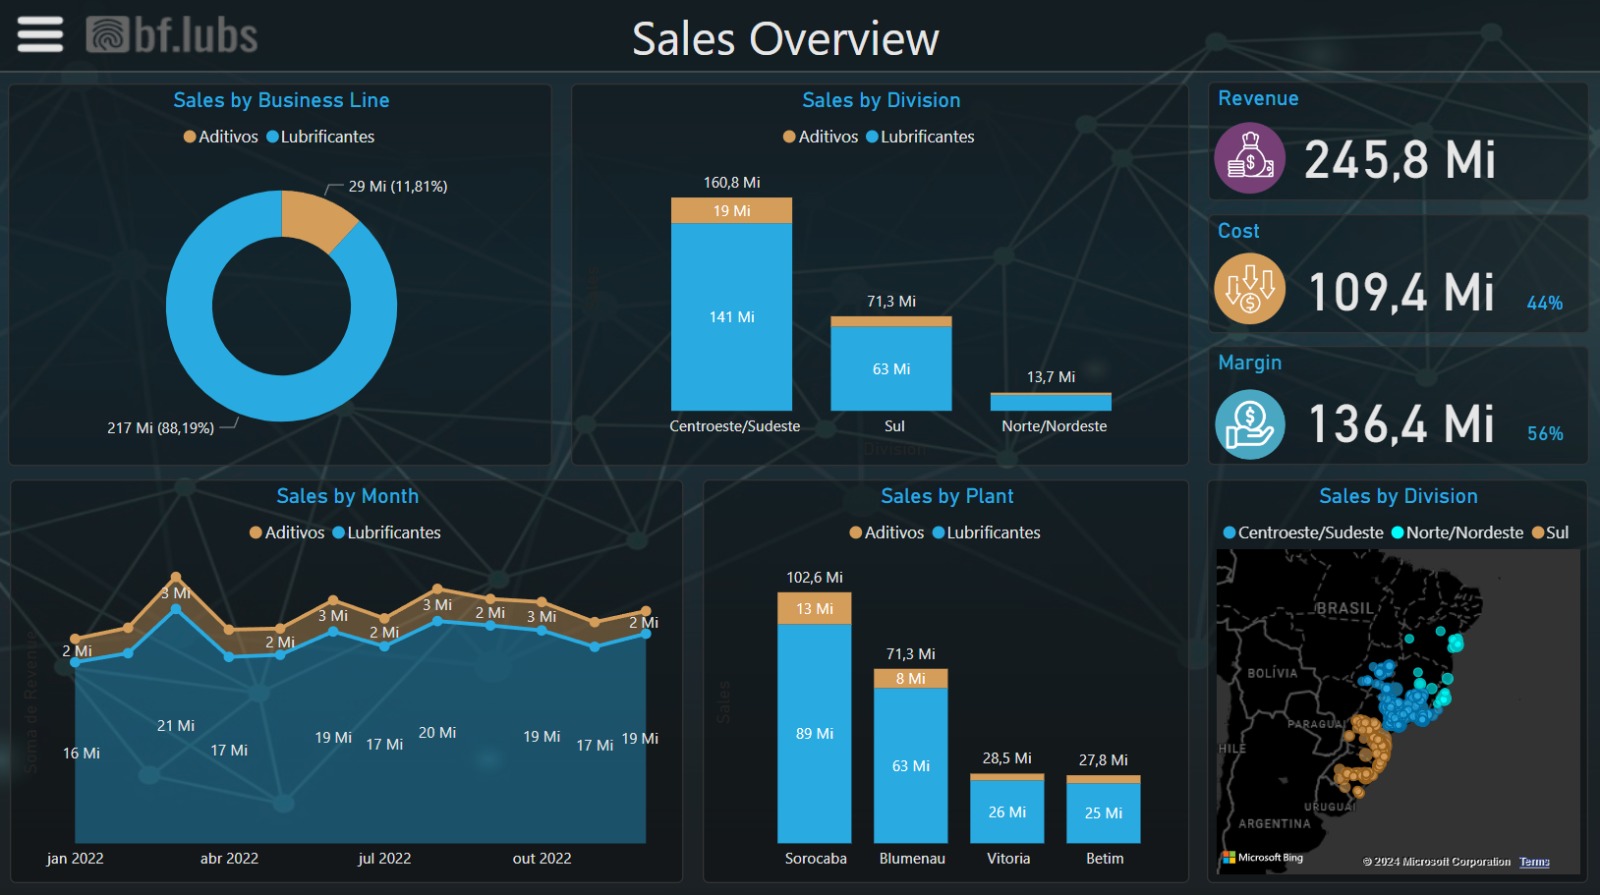 bf.lubs
Sales Overview
Sales by Business Line
Aditivos Lubrificantes
29 Mi (11,81%)
217 Mi (88,19%)
Sales by Division
Aditivos Lubrificantes
160,8 Mi
19 Mi
141 Mi
71,3 Mi
63 Mi
13,7 Mi
Centroeste/Sudeste Sul Norte/Nordeste
Division
Revenue
245,8 Mi
Cost
109,4 Mi 44%
Margin
136,4 Mi 56%
Sales by Month
Aditivos Lubrificantes
Soma de Revenue
2 Mi 3 Mi 2 Mi 3 Mi 2 Mi 3 Mi 2 Mi 3 Mi 2 Mi
16 Mi 21 Mi 17 Mi 19 Mi 17 Mi 20 Mi 19 Mi 17 Mi 19 Mi
jan 2022 abr 2022 jul 2022 out 2022
Sales by Plant
Aditivos Lubrificantes
Sales
102,6 Mi
13 Mi
89 Mi
71,3 Mi
8 Mi
63 Mi
28,5 Mi
26 Mi
27,8 Mi
25 Mi
Sorocaba Blumenau Vitoria Betim
Sales by Division
Centroeste/Sudeste Norte/Nordeste Sul
BRASIL
BOLÍVIA
PARAGUAI
HILE
URUGUAI
ARGENTINA
Microsoft Bing
© 2024 Microsoft Corporation Terms